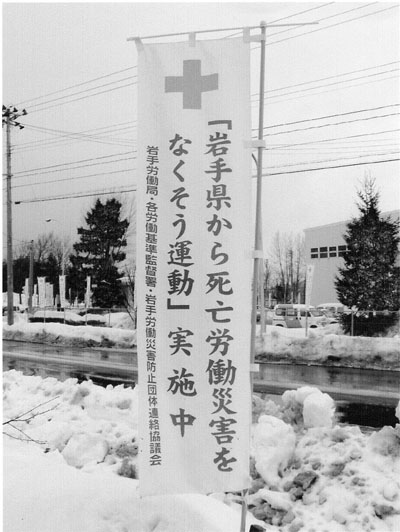 「岩手県から死亡労働災害を
なくそう運動」実施中
岩手労働局・各労働基準監督署・岩手労働災害防止団体連絡協議会